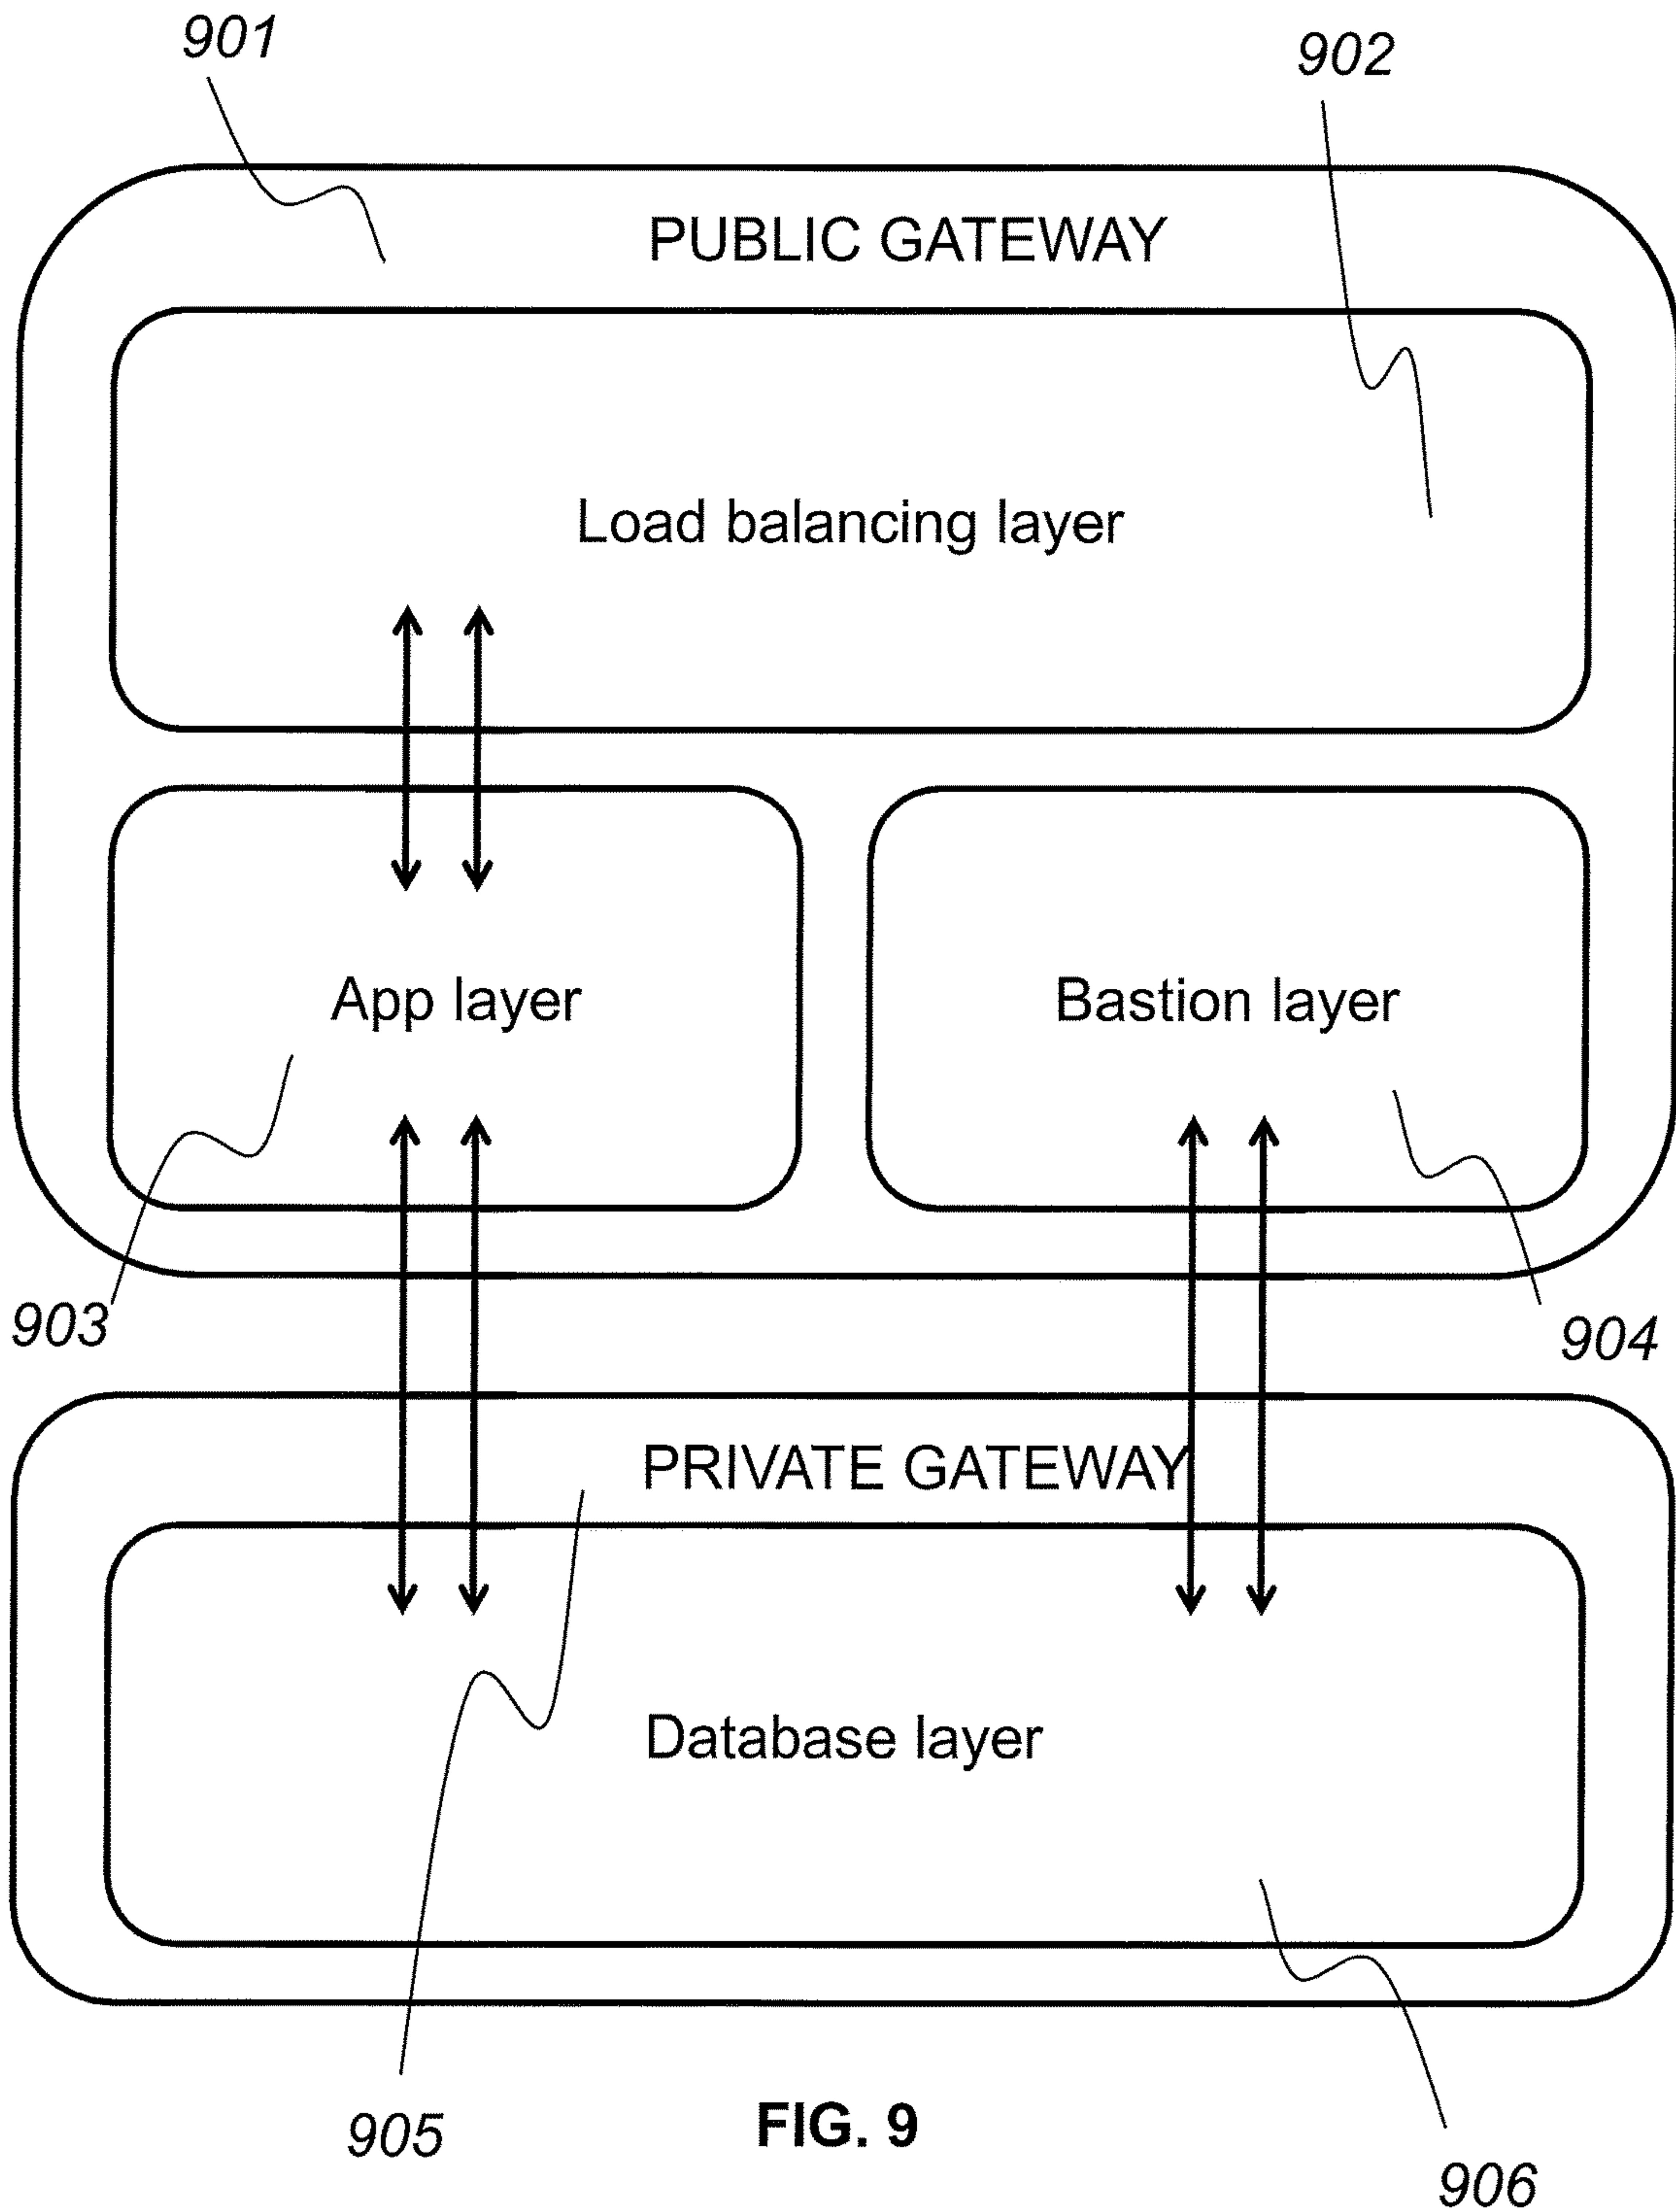 901
902
PUBLIC GATEWAY
Load balancing layer
App layer
Bastion layer
903
904
PRIVATE GATEWAY
Database layer
905
FIG. 9
906